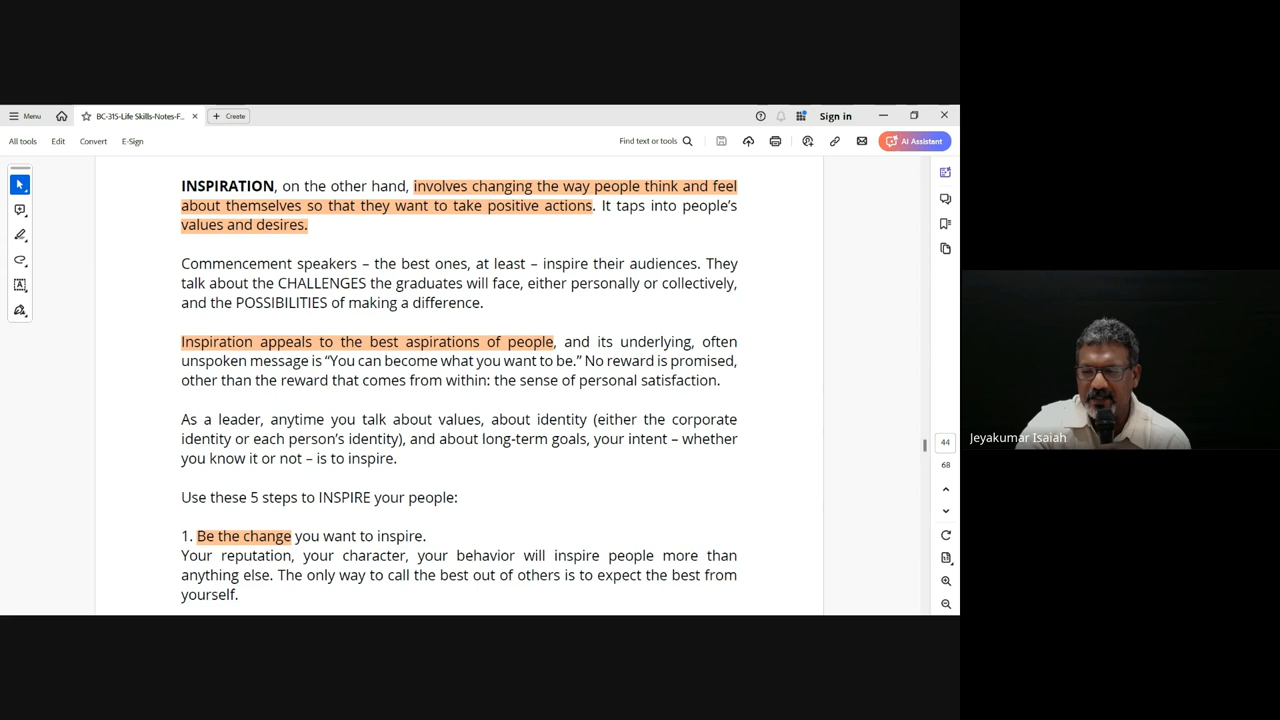 Menu
BC-315-Life Skills-Notes-F...
Create
Sign in
All tools
Edit
Convert
E-Sign
Find text or tools
AI Assistant
INSPIRATION, on the other hand, involves changing the way people think and feel
about themselves so that they want to take positive actions. It taps into people's
values and desires.
Commencement speakers – the best ones, at least – inspire their audiences. They
talk about the CHALLENGES the graduates will face, either personally or collectively,
and the POSSIBILITIES of making a difference.
Inspiration appeals to the best aspirations of people, and its underlying, often
unspoken message is “You can become what you want to be.” No reward is promised,
other than the reward that comes from within: the sense of personal satisfaction.
As a leader, anytime you talk about values, about identity (either the corporate
identity or each person's identity), and about long-term goals, your intent – whether
you know it or not – is to inspire.
Use these 5 steps to INSPIRE your people:
1. Be the change you want to inspire.
Your reputation, your character, your behavior will inspire people more than
anything else. The only way to call the best out of others is to expect the best from
yourself.
44
68
Jeyakumar Isaiah